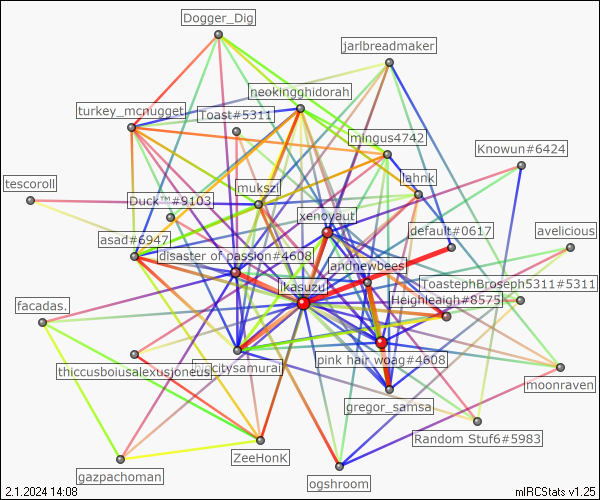 Dogger_Dig
jarlbreadmaker
neokingghidorah
turkey_mcnugget
Toast#5311
mingus4742
Knowun#6424
tescoroll
mukszi
lahnk
Duck™#9103
xenoyaut
default#0617
avelicious
asad#6947
disaster of passion#4608
jandnewbees
ikasuzu
ToastephBroseph5311#5311
facadas.
Heighleaigh#8575
thiccusboiusalexusjoneus
citysamurai
pink hair woag#4608
moonraven
gregor_samsa
Random Stuf6#5983
gazpachoman
ZeeHonK
ogshroom
2.1.2024 14:08
mIRCStats v1.25